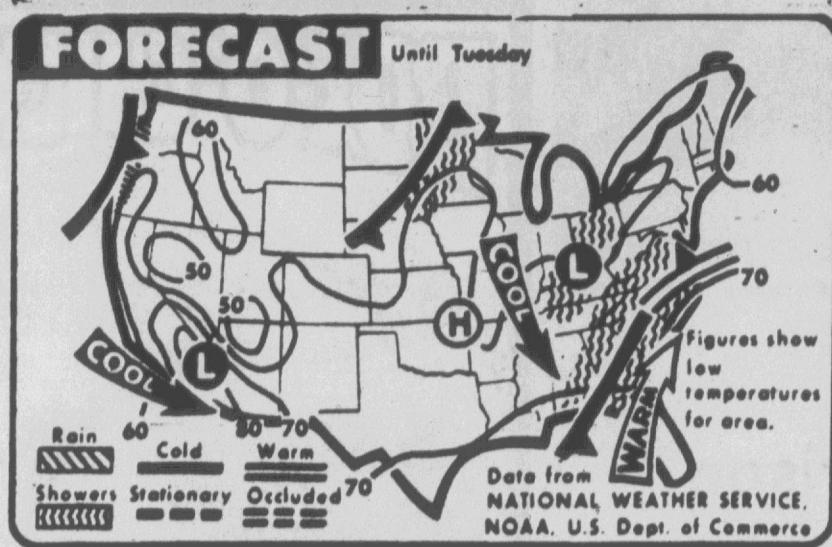 FORECAST Until Tuesday
60
60
50
COOL
L
70
50
H
COOL
L
Figures show
low
temperatures
for area.
WARM
60
80
70
70
Rain
Cold
Warm
Showers
Stationary
Occluded
Data from
NATIONAL WEATHER SERVICE,
NOAA, U.S. Dept. of Commerce